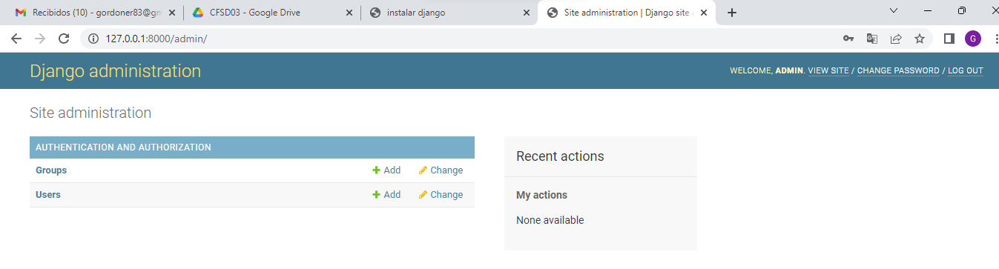 Recibidos (10) - gordoner83@gm
CFSD03 - Google Drive
instalar django
Site administration | Django site a
127.0.0.1:8000/admin/
G
Django administration
WELCOME, ADMIN. VIEW SITE / CHANGE PASSWORD / LOG OUT
Site administration
AUTHENTICATION AND AUTHORIZATION
Groups
Add
Change
Users
Add
Change
Recent actions
My actions
None available